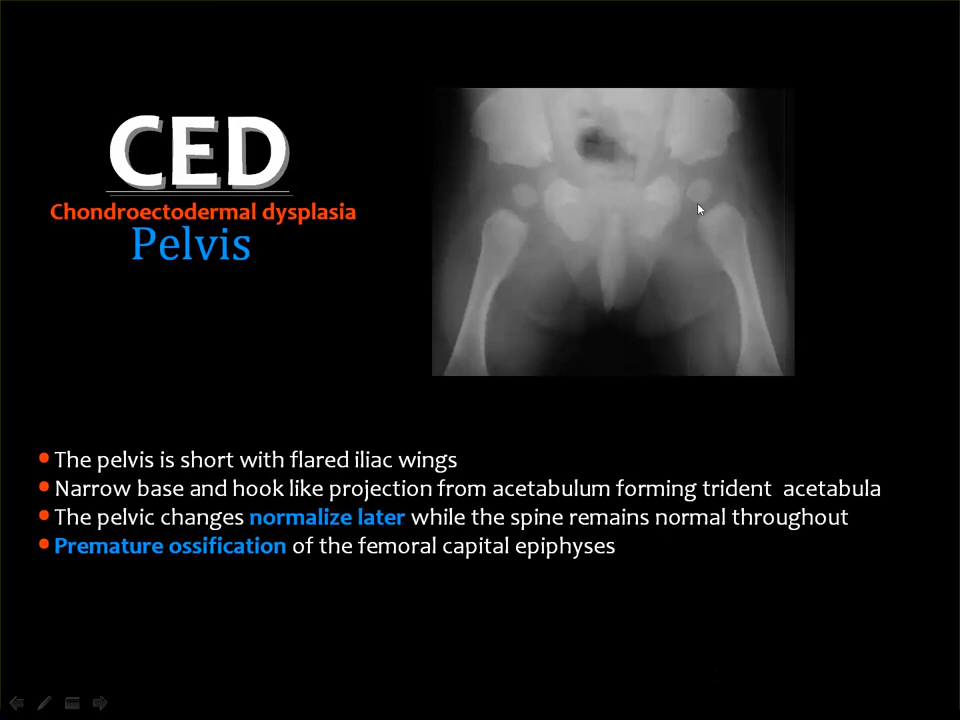 CED
Chondroectodermal dysplasia
Pelvis
• The pelvis is short with flared iliac wings
• Narrow base and hook like projection from acetabulum forming trident acetabula
• The pelvic changes normalize later while the spine remains normal throughout
• Premature ossification of the femoral capital epiphyses